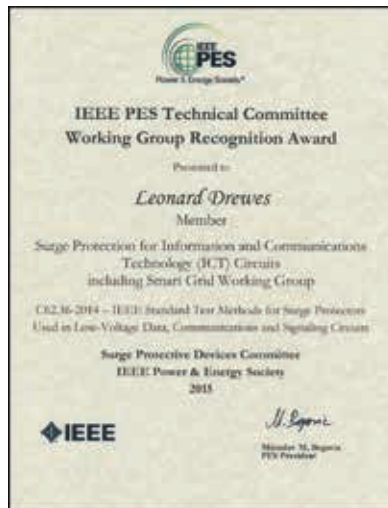 IEEE
PES
Power & Energy Society®
IEEE PES Technical Committee
Working Group Recognition Award
Presented to
Leonard Drewes
Member
Surge Protection for Information and Communications
Technology (ICT) Circuits
including Smart Grid Working Group
C62.36-2014 – IEEE Standard Test Methods for Surge Protectors
Used in Low-Voltage Data, Communications and Signaling Circuits
Surge Protective Devices Committee
IEEE Power & Energy Society
2015
IEEE
Miroslav M. Begovic
PES President